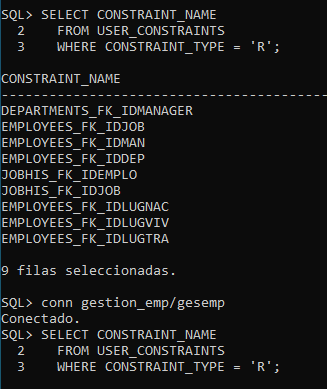 SQL> SELECT CONSTRAINT_NAME
2 FROM USER_CONSTRAINTS
3 WHERE CONSTRAINT_TYPE = 'R';
CONSTRAINT_NAME
----------------------------------------
DEPARTMENTS_FK_IDMANAGER
EMPLOYEES_FK_IDJOB
EMPLOYEES_FK_IDMAN
EMPLOYEES_FK_IDDEP
JOBHIS_FK_IDEMPLO
JOBHIS_FK_IDJOB
EMPLOYEES_FK_IDLUGNAC
EMPLOYEES_FK_IDLUGVIV
EMPLOYEES_FK_IDLUGTRA
9 filas seleccionadas.
SQL> conn gestion_emp/gesemp
Conectado.
SQL> SELECT CONSTRAINT_NAME
2 FROM USER_CONSTRAINTS
3 WHERE CONSTRAINT_TYPE = 'R';